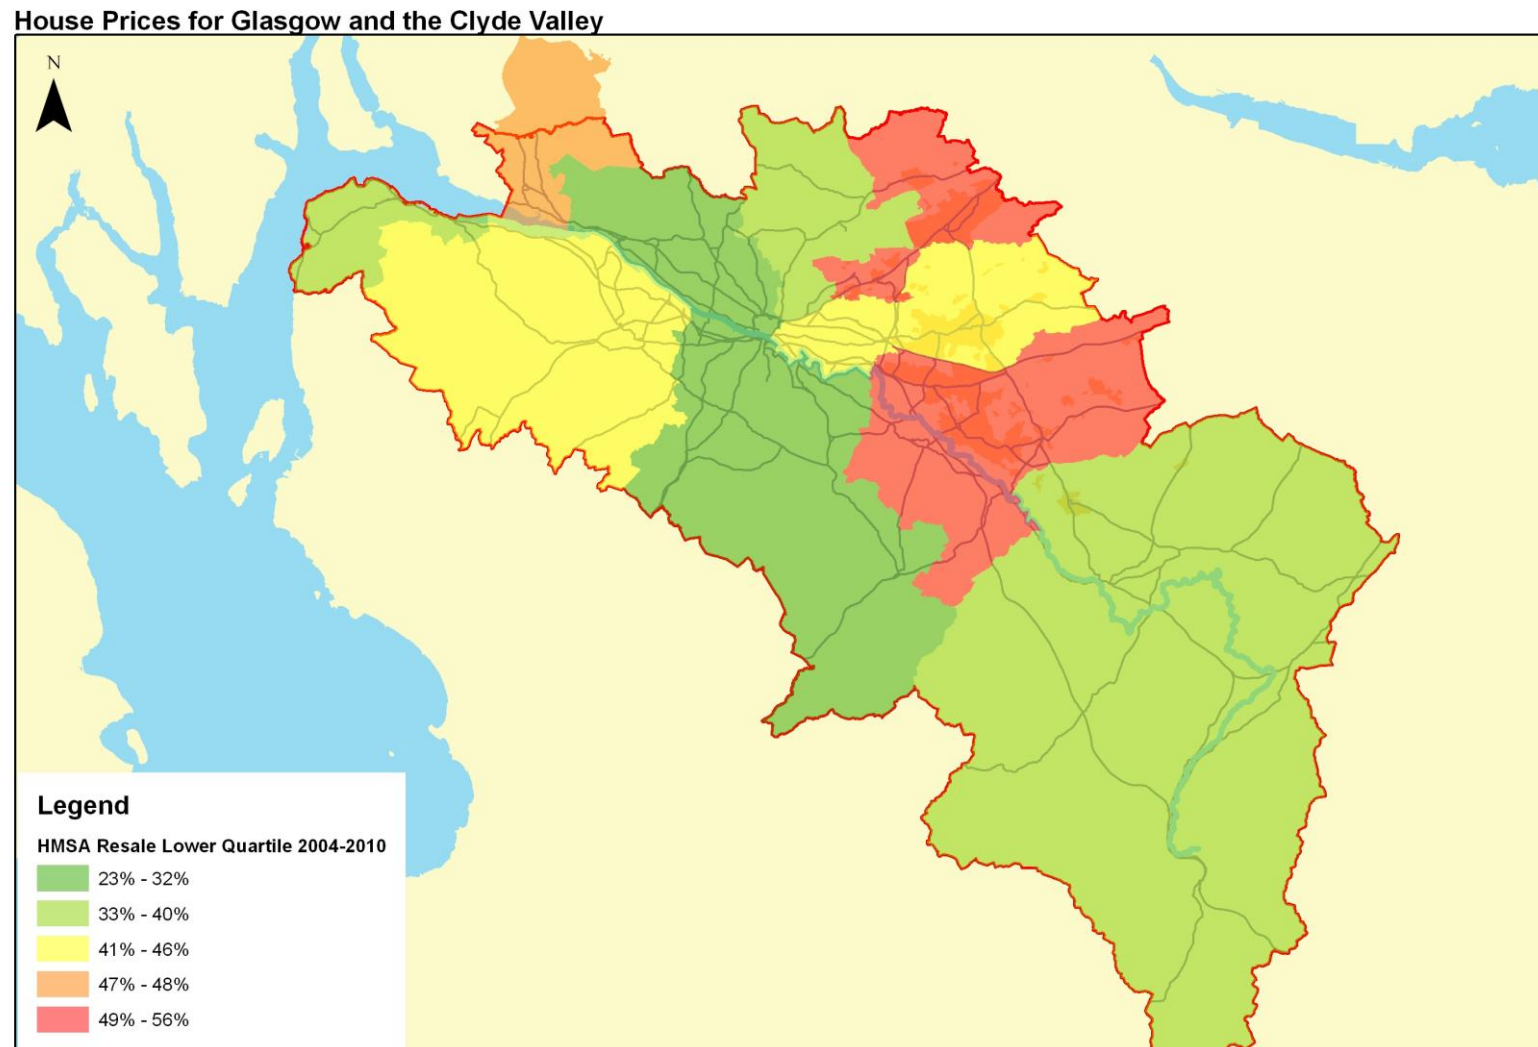 House Prices for Glasgow and the Clyde Valley
N
Legend
HMSA Resale Lower Quartile 2004-2010
23% - 32%
33% - 40%
41% - 46%
47% - 48%
49% - 56%